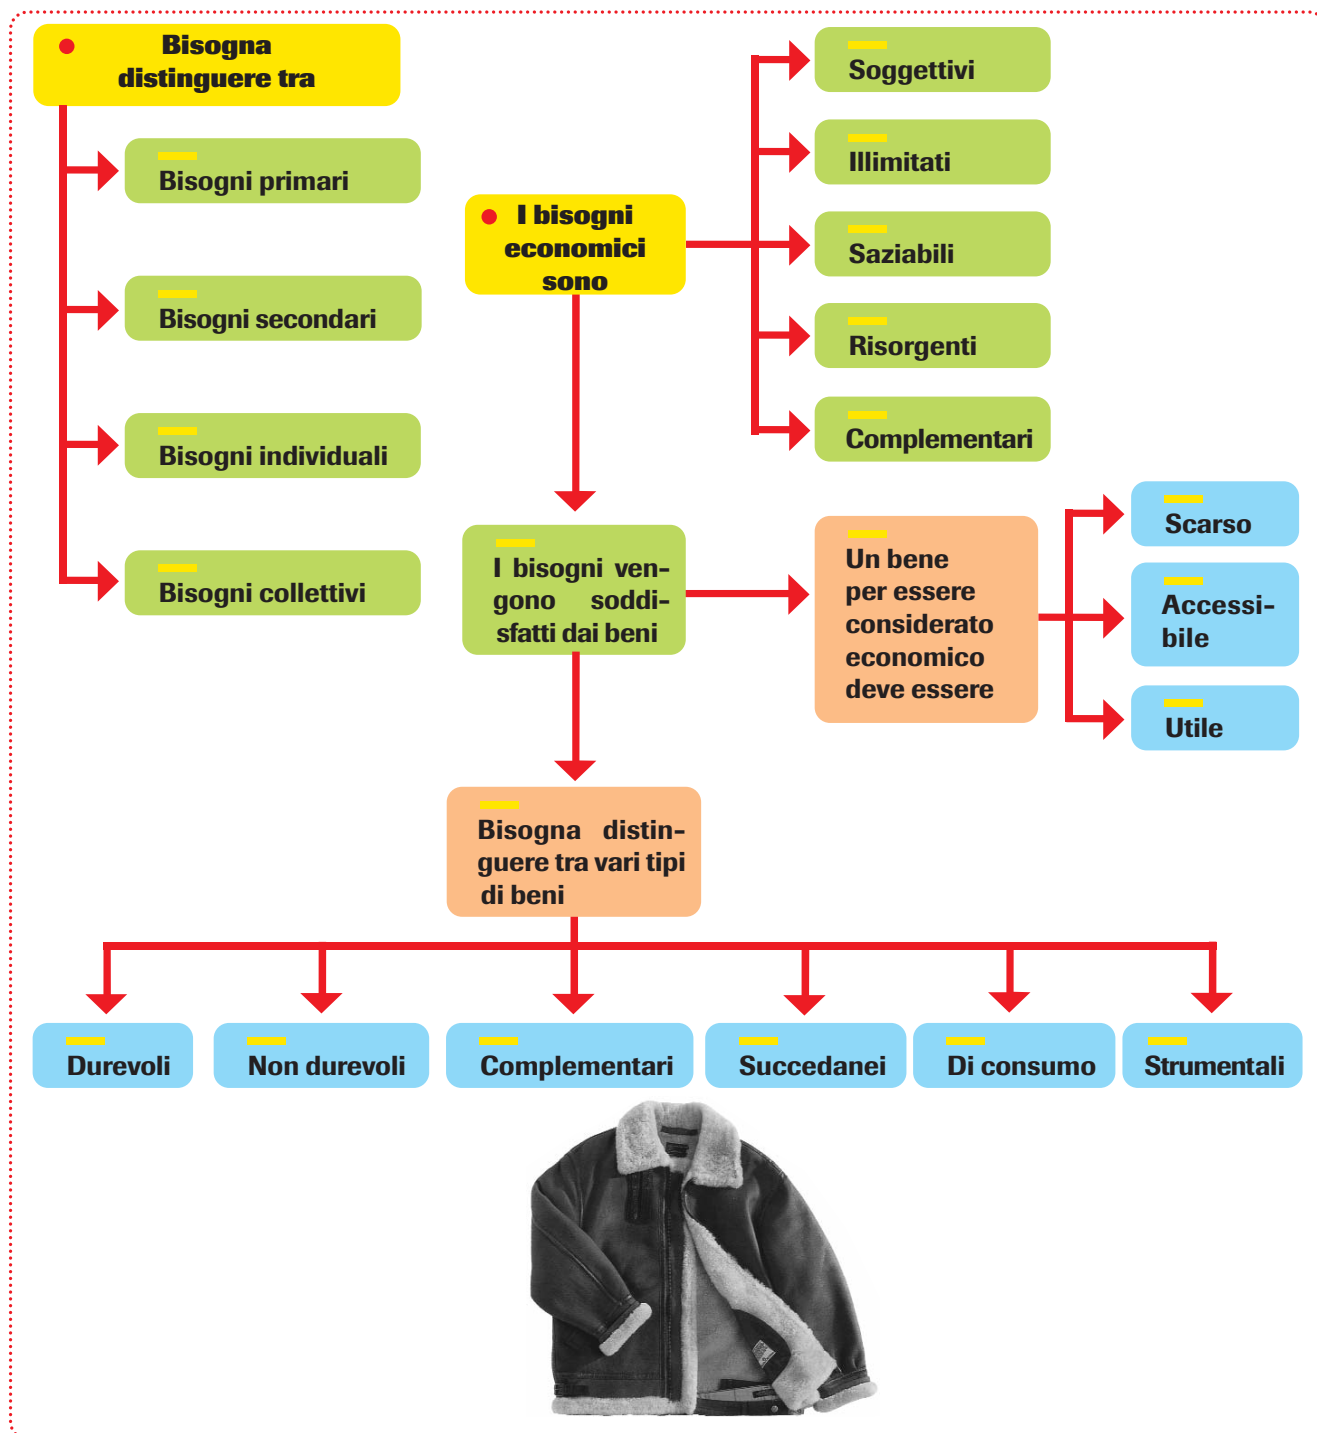 Bisogna
distinguere tra
Bisogni primari
Bisogni secondari
Bisogni individuali
Bisogni collettivi
I bisogni
economici
sono
Soggettivi
Illimitati
Saziabili
Risorgenti
Complementari
I bisogni ven-
gono soddi-
sfatti dai beni
Un bene
per essere
considerato
economico
deve essere
Scarso
Accessi-
bile
Utile
Bisogna distin-
guere tra vari tipi
di beni
Durevoli
Non durevoli
Complementari
Succedanei
Di consumo
Strumentali